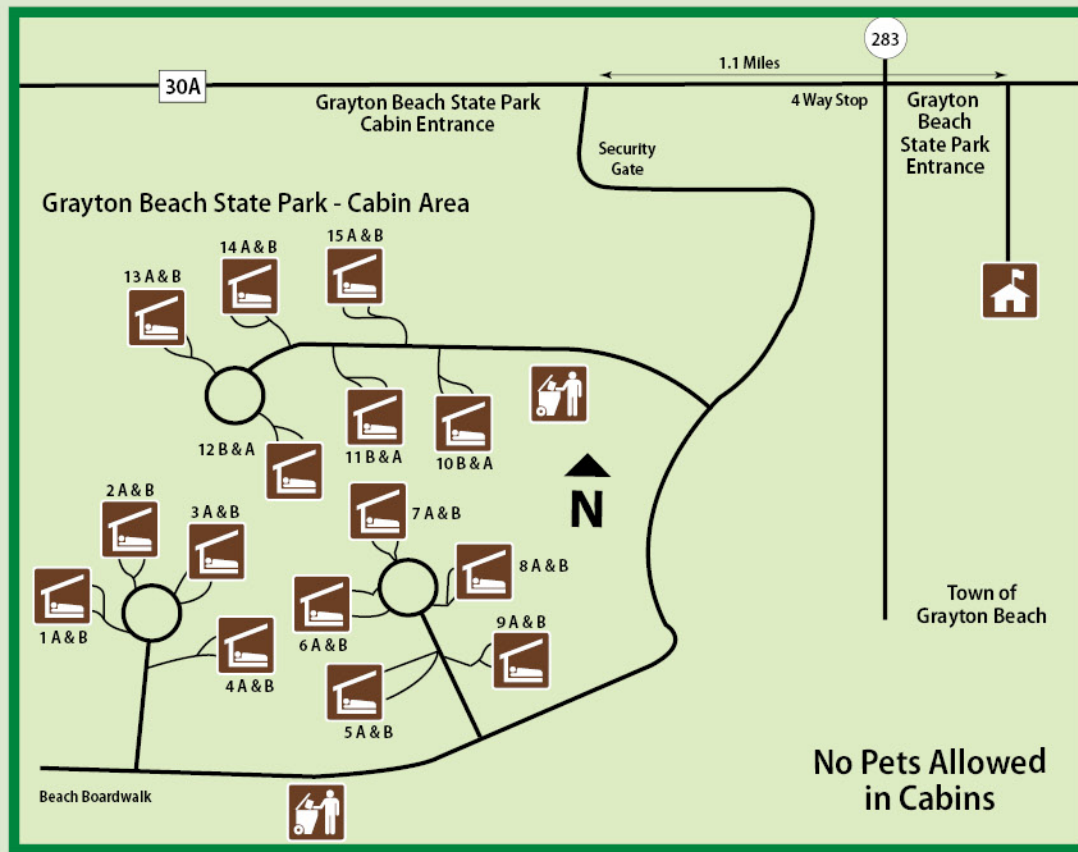 283
1.1 Miles
30A
Grayton Beach State Park
Cabin Entrance
4 Way Stop
Grayton
Beach
State Park
Entrance
Security
Gate
Grayton Beach State Park - Cabin Area
15 A & B
14 A & B
13 A & B
12 B & A
11 B & A
10 B & A
N
2 A & B
3 A & B
7 A & B
8 A & B
1 A & B
6 A & B
9 A & B
4 A & B
5 A & B
Town of
Grayton Beach
No Pets Allowed
in Cabins
Beach Boardwalk